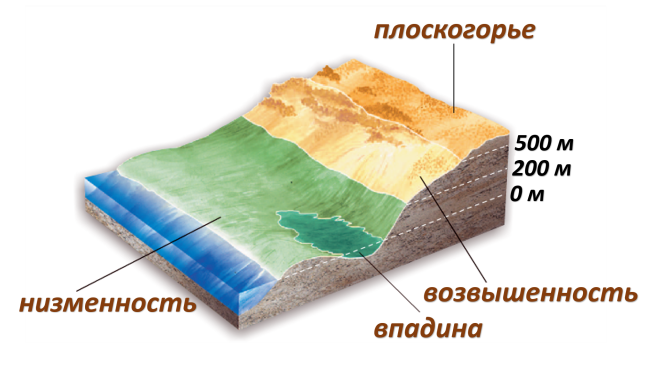 плоскогорье
500 м
200 м
0 м
возвышенность
низменность
впадина